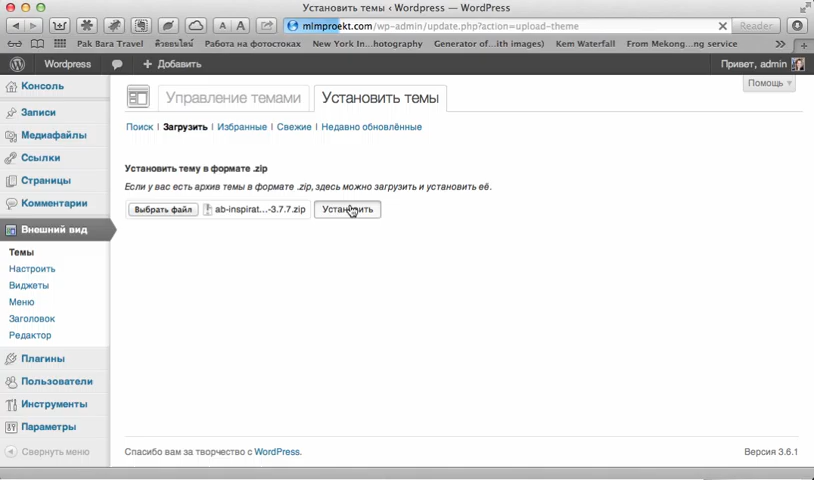 Установить темы ‹ Wordpress — WordPress
mlmproekt.com/wp-admin/update.php?action=upload-theme
Reader
Pak Bara Travel
Работа на фотостоках
New York In...hotography
Generator of...ith images)
Kem Waterfall
From Mekong...ng service
Wordpress
Добавить
Привет, admin
Помощь
Консоль
Записи
Медиафайлы
Ссылки
Страницы
Комментарии
Внешний вид
Темы
Настроить
Виджеты
Меню
Заголовок
Редактор
Плагины
Пользователи
Инструменты
Параметры
Свернуть меню
Управление темами
Установить темы
Поиск | Загрузить | Избранные | Свежие | Недавно обновлённые
Установить тему в формате .zip
Если у вас есть архив темы в формате .zip, здесь можно загрузить и установить её.
Выбрать файл
ab-inspirat...-3.7.7.zip
Установить
Спасибо вам за творчество с WordPress.
Версия 3.6.1